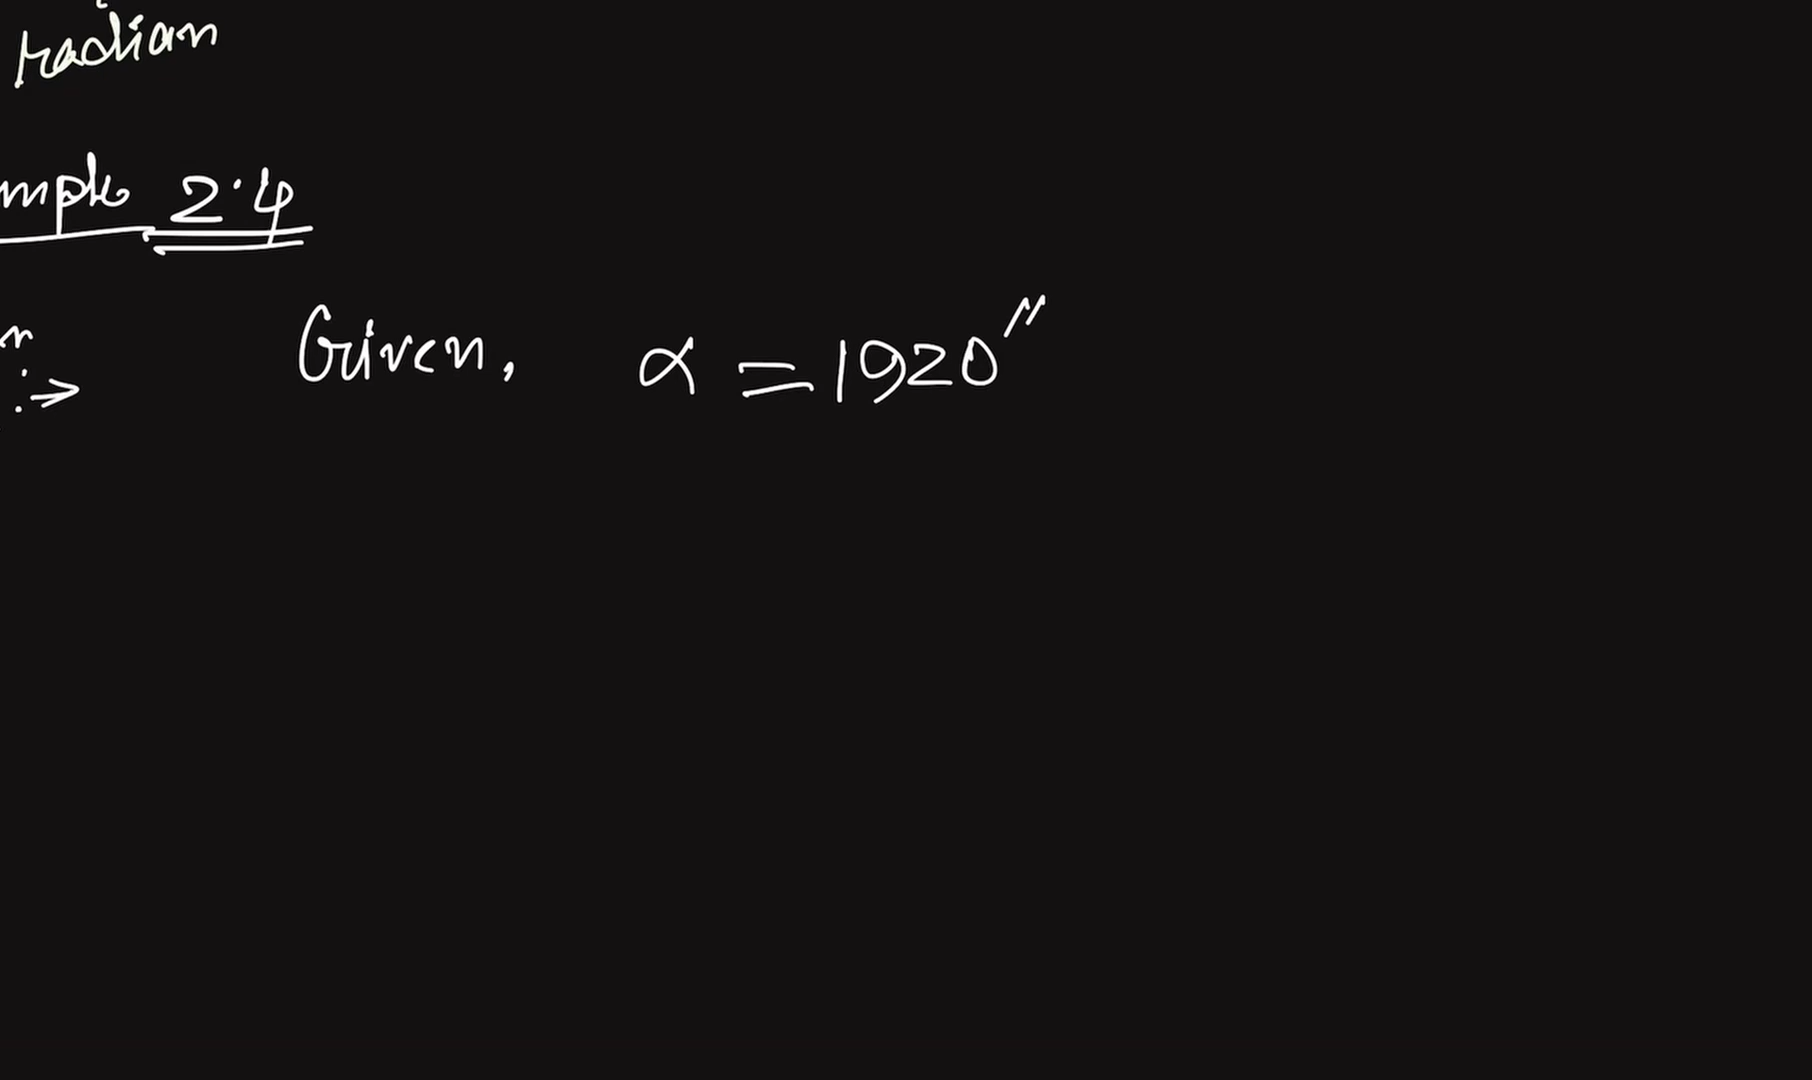 radian
mple 2.4
n
:→ Given, α = 1920″